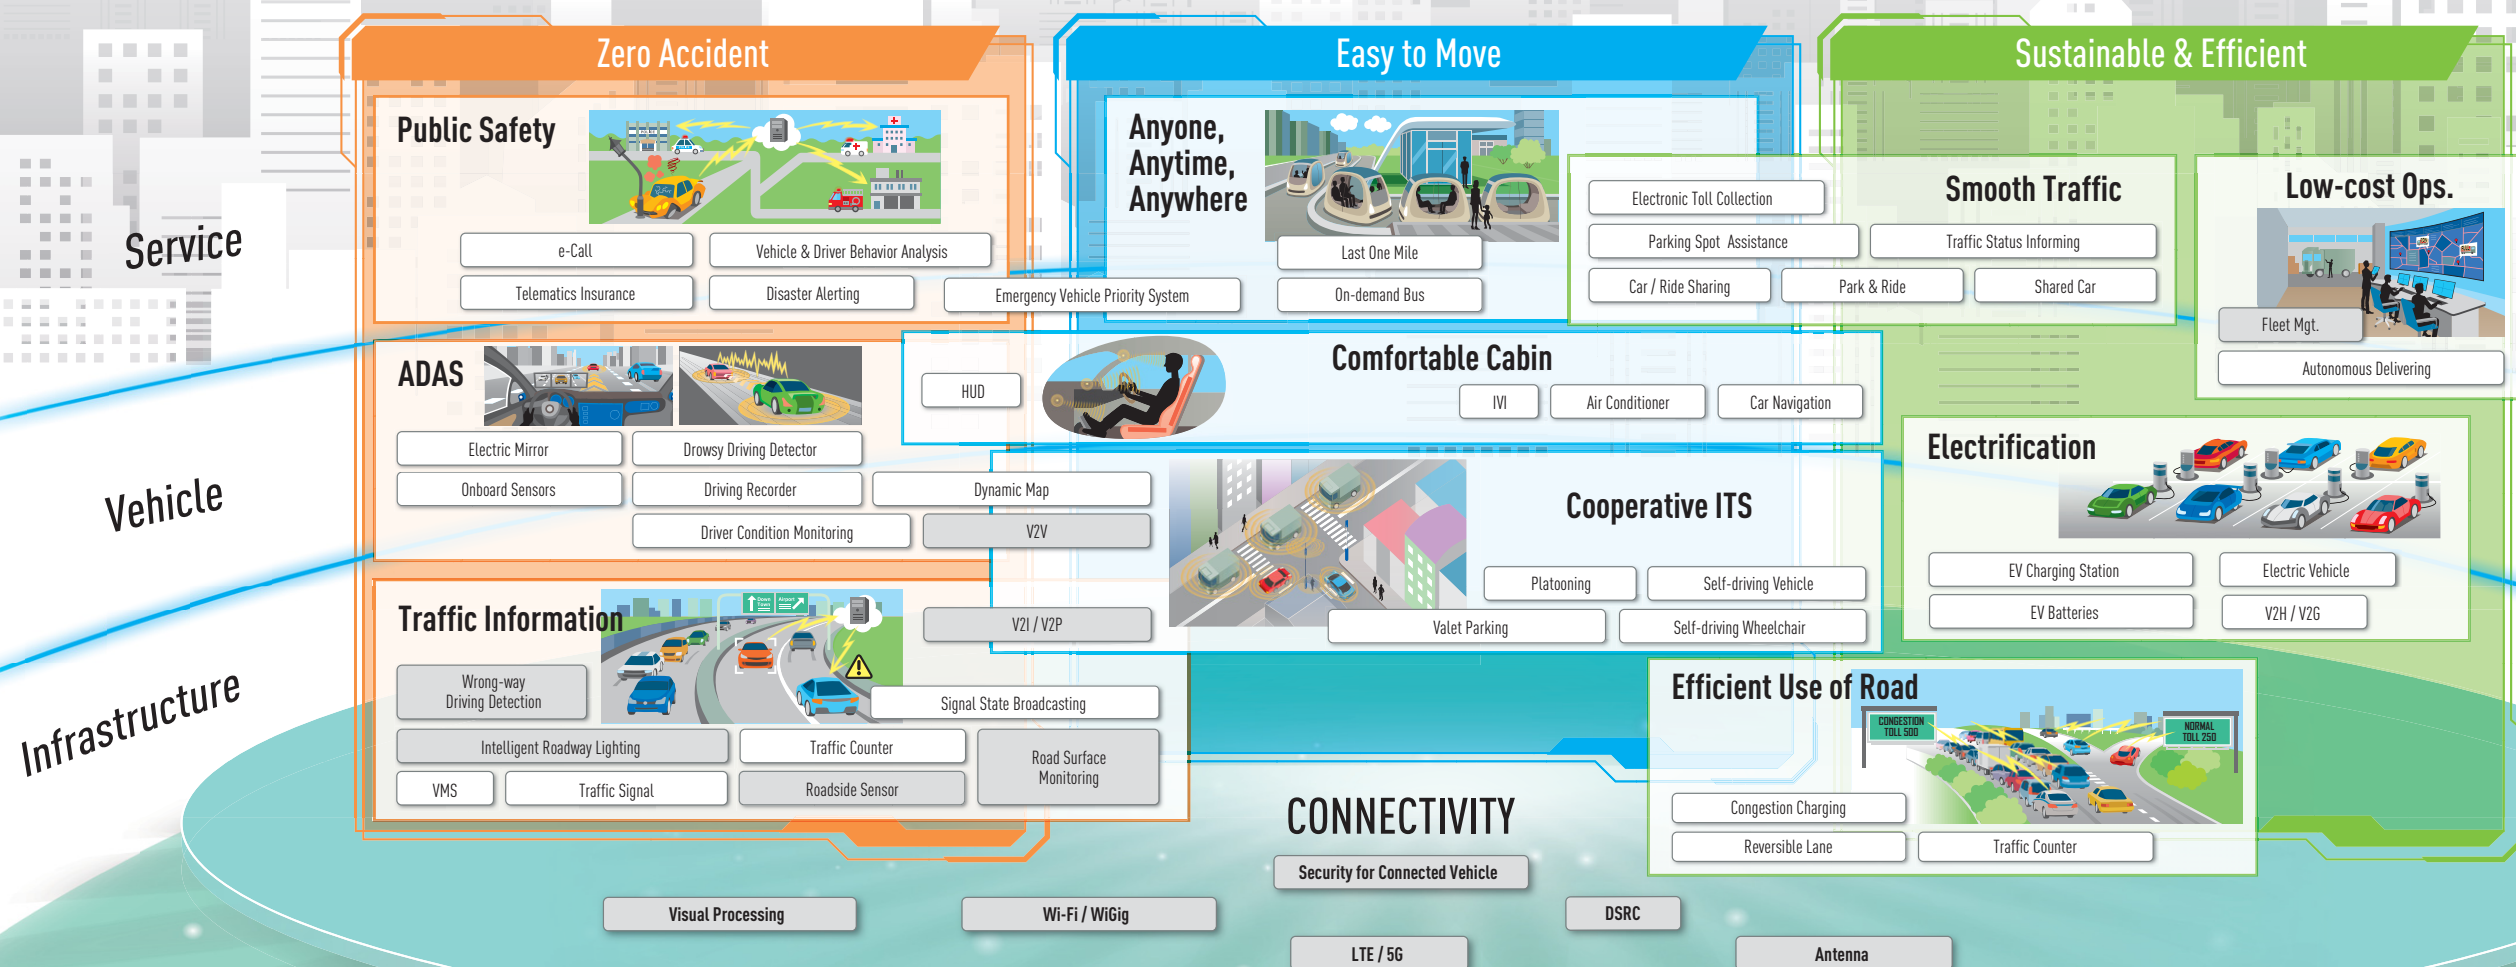 Zero Accident
Easy to Move
Sustainable & Efficient
Service
Vehicle
Infrastructure
Public Safety
e-Call
Vehicle & Driver Behavior Analysis
Telematics Insurance
Disaster Alerting
Emergency Vehicle Priority System
Anyone,
Anytime,
Anywhere
Last One Mile
On-demand Bus
Smooth Traffic
Electronic Toll Collection
Parking Spot Assistance
Traffic Status Informing
Car / Ride Sharing
Park & Ride
Shared Car
Low-cost Ops.
Fleet Mgt.
Autonomous Delivering
ADAS
Electric Mirror
Drowsy Driving Detector
Onboard Sensors
Driving Recorder
Dynamic Map
Driver Condition Monitoring
V2V
HUD
Comfortable Cabin
IVI
Air Conditioner
Car Navigation
Cooperative ITS
Platooning
Self-driving Vehicle
Valet Parking
Self-driving Wheelchair
Electrification
EV Charging Station
Electric Vehicle
EV Batteries
V2H / V2G
Traffic Information
Down
Town
Airport
V2I / V2P
Wrong-way
Driving Detection
Signal State Broadcasting
Intelligent Roadway Lighting
Traffic Counter
Road Surface
Monitoring
VMS
Traffic Signal
Roadside Sensor
Efficient Use of Road
CONGESTION
TOLL 500
NORMAL
TOLL 250
Congestion Charging
Reversible Lane
Traffic Counter
CONNECTIVITY
Security for Connected Vehicle
Visual Processing
Wi-Fi / WiGig
DSRC
LTE / 5G
Antenna